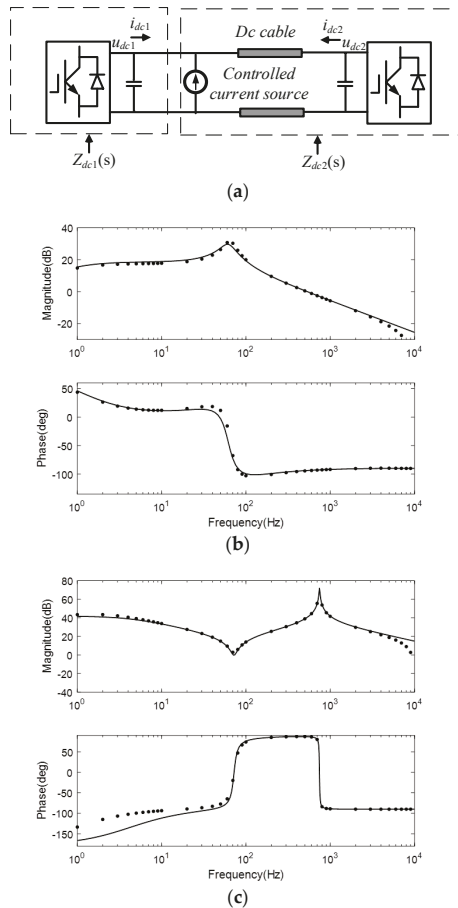 i_dc1 Dc cable i_dc2
u_dc1 u_dc2
Controlled
current source
Z_dc1(s) Z_dc2(s)
(a)
Magnitude(dB)
40
20
0
-20
10^0 10^1 10^2 10^3 10^4
Phase(deg)
50
0
-50
-100
10^0 10^1 10^2 10^3 10^4
Frequency(Hz)
(b)
Magnitude(dB)
80
60
40
20
0
-40
10^0 10^1 10^2 10^3 10^4
Phase(deg)
50
0
-50
-100
-150
10^0 10^1 10^2 10^3 10^4
Frequency(Hz)
(c)